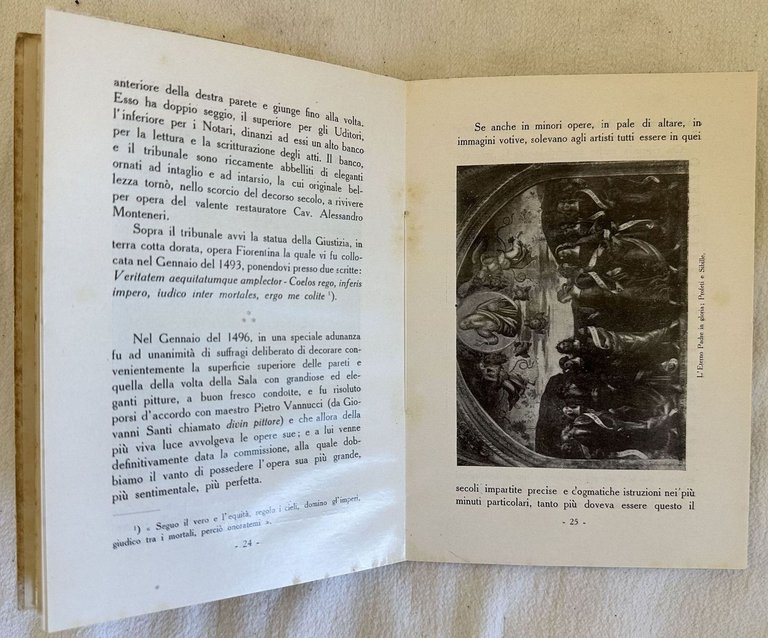 anteriore della destra parete e giunge fino alla volta.
Esso ha doppio seggio, il superiore per gli Uditori,
l'inferiore per i Notari, dinanzi ad essi un alto banco
per la lettura e la scritturazione degli atti. Il banco,
e il tribunale sono riccamente abbelliti di eleganti
ornati ad intaglio e ad intarsio, la cui originale bel-
lezza tornò, nello scorcio del decorso secolo, a rivivere
per opera del valente restauratore Cav. Alessandro
Monteneri.
Sopra il tribunale avvi la statua della Giustizia, in
terra cotta dorata, opera Fiorentina la quale vi fu collo-
cata nel Gennaio del 1493, ponendovi presso due scritte:
Veritatem aequitatumque amplector - Coelos rego, inferis
impero, iudico inter mortales, ergo me colite ¹).
Nel Gennaio del 1496, in una speciale adunanza
fu ad unanimità di suffragi deliberato di decorare con-
venientemente la superficie superiore delle pareti e
quella della volta della Sala con grandiose ed ele-
ganti pitture, a buon fresco condotte, e fu risoluto
porsi d'accordo con maestro Pietro Vannucci (da Gio-
vanni Santi chiamato divin pittore) e che allora della
più viva luce avvolgeva le opere sue; e a lui venne
definitivamente data la commissione, alla quale dob-
biamo il vanto di possedere l'opera sua più grande,
più sentimentale, più perfetta.
¹) « Seguo il vero e l'equità, regolo i cieli, domino gl'imperi,
giudico tra i mortali, perciò onoratemi ».
- 24 -
Se anche in minori opere, in pale di altare, in
immagini votive, solevano agli artisti tutti essere in quei
L'Eterno Padre in gloria; Profeti e Sibille.
secoli impartite precise e dogmatiche istruzioni nei più
minuti particolari, tanto più doveva essere questo il
- 25 -